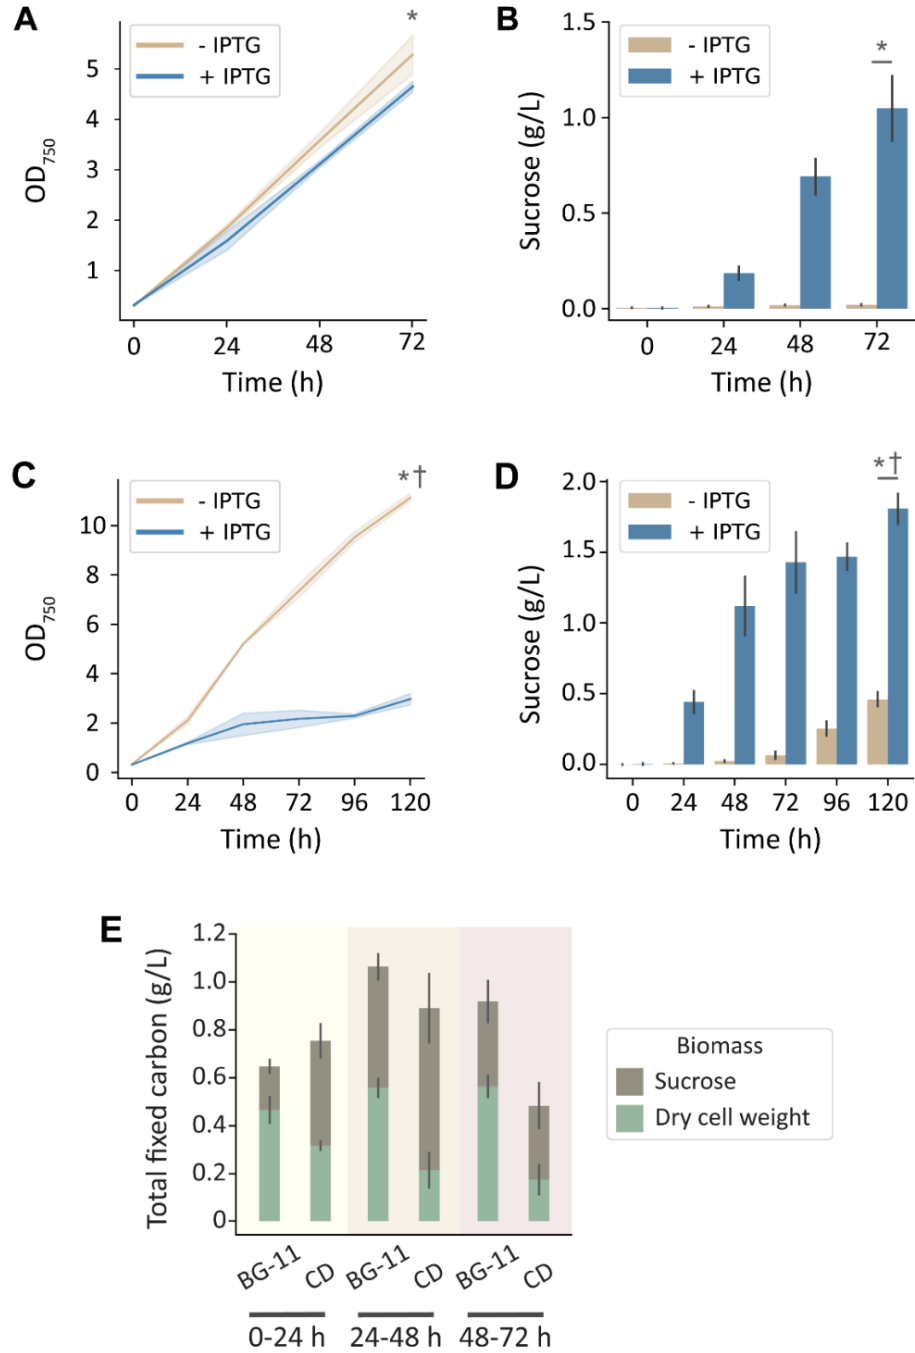 A
*
- IPTG
+ IPTG
5
4
3
2
1
OD750
0 24 48 72
Time (h)
B
*
- IPTG
+ IPTG
1.5
1.0
0.5
0.0
Sucrose (g/L)
0 24 48 72
Time (h)
C
*†
- IPTG
+ IPTG
10
8
6
4
2
0
OD750
0 24 48 72 96 120
Time (h)
D
*†
- IPTG
+ IPTG
2.0
1.5
1.0
0.5
0.0
Sucrose (g/L)
0 24 48 72 96 120
Time (h)
E
1.2
1.0
0.8
0.6
0.4
0.2
0
Total fixed carbon (g/L)
BG-11 CD BG-11 CD BG-11 CD
0-24 h 24-48 h 48-72 h
Biomass
Sucrose
Dry cell weight